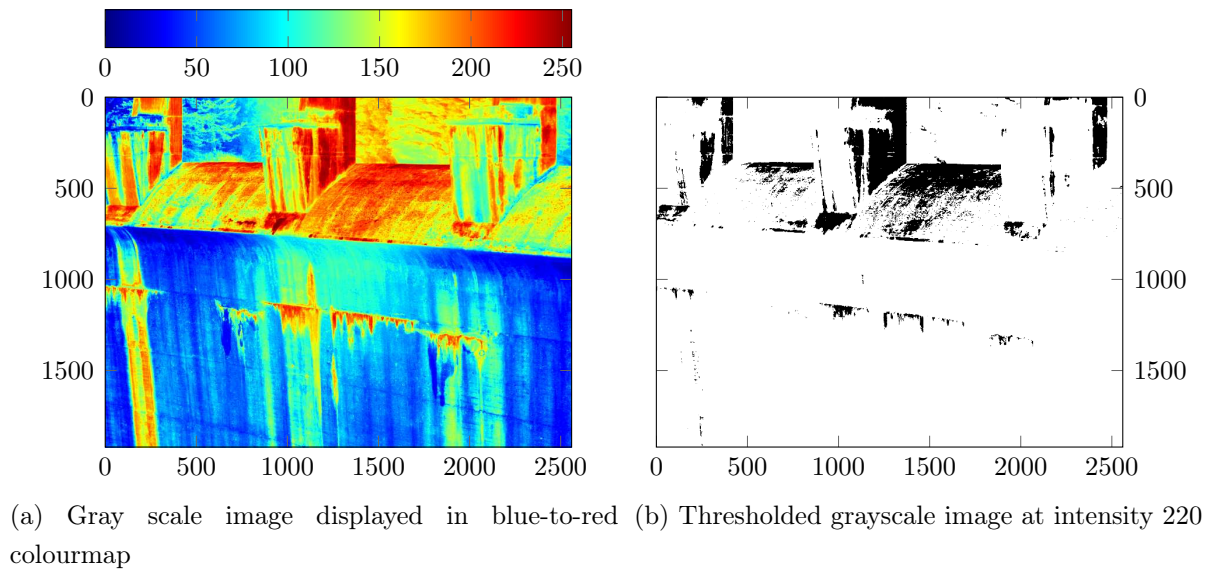 0 50 100 150 200 250
0
500
1000
1500
0 500 1000 1500 2000 2500
0
500
1000
1500
0 500 1000 1500 2000 2500
(a) Gray scale image displayed in blue-to-red
colourmap
(b) Thresholded grayscale image at intensity 220